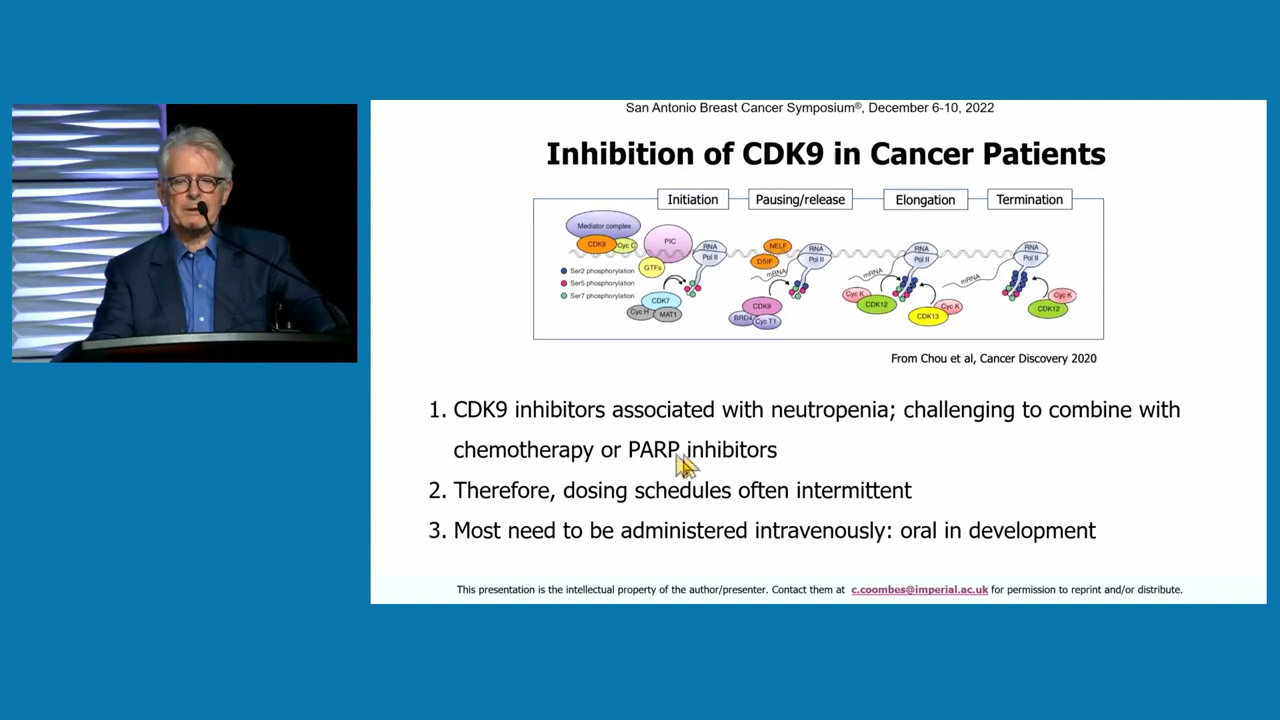 San Antonio Breast Cancer Symposium®, December 6-10, 2022
Inhibition of CDK9 in Cancer Patients
Initiation
Pausing/release
Elongation
Termination
Mediator complex
CDK8
Cyc C
PIC
GTFs
RNA
Pol II
Ser2 phosphorylation
Ser5 phosphorylation
Ser7 phosphorylation
CDK7
Cyc H
MAT1
NELF
DSIF
mRNA
RNA
Pol II
CDK9
BRD4
Cyc T1
mRNA
RNA
Pol II
Cyc K
CDK12
Cyc K
CDK13
mRNA
RNA
Pol II
Cyc K
CDK12
From Chou et al, Cancer Discovery 2020
1. CDK9 inhibitors associated with neutropenia; challenging to combine with
chemotherapy or PARP inhibitors
2. Therefore, dosing schedules often intermittent
3. Most need to be administered intravenously: oral in development
This presentation is the intellectual property of the author/presenter. Contact them at c.coombes@imperial.ac.uk for permission to reprint and/or distribute.